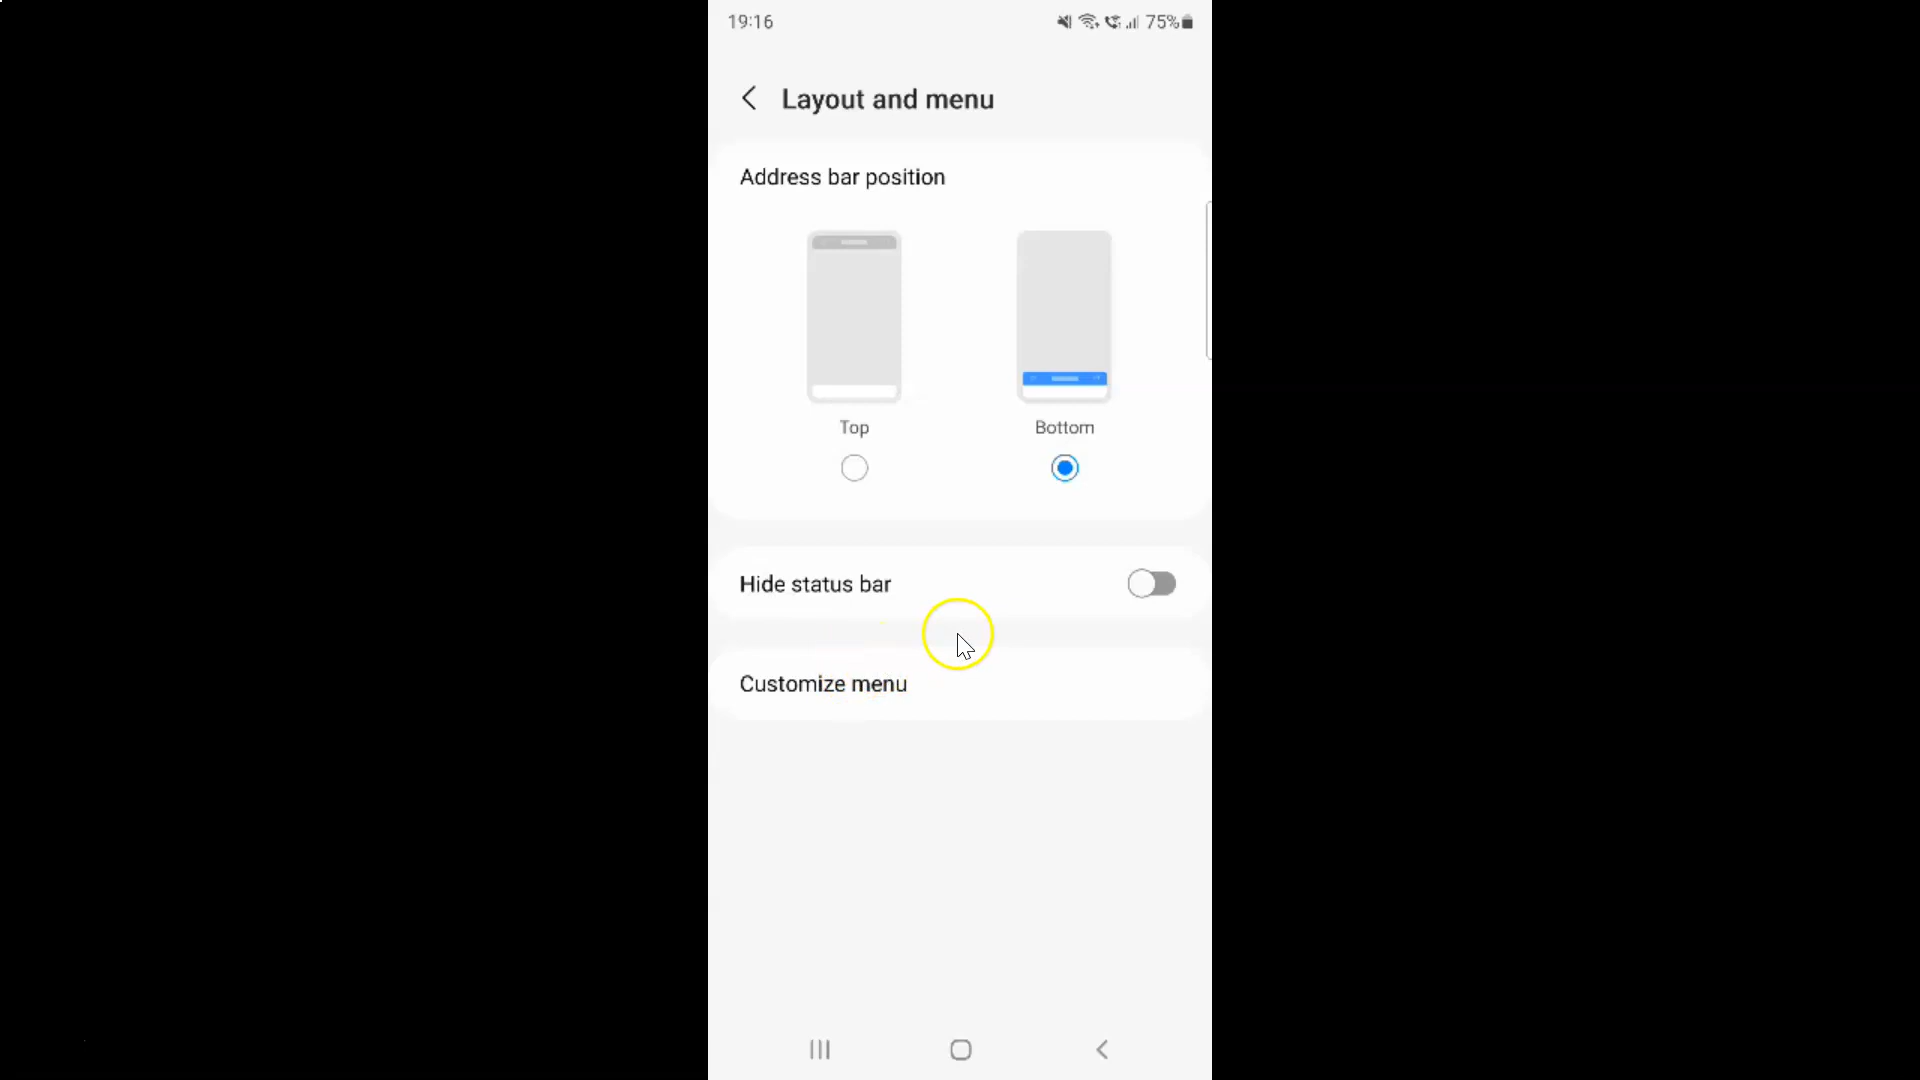 19:16
75%
Layout and menu
Address bar position
Top
Bottom
Hide status bar
Customize menu